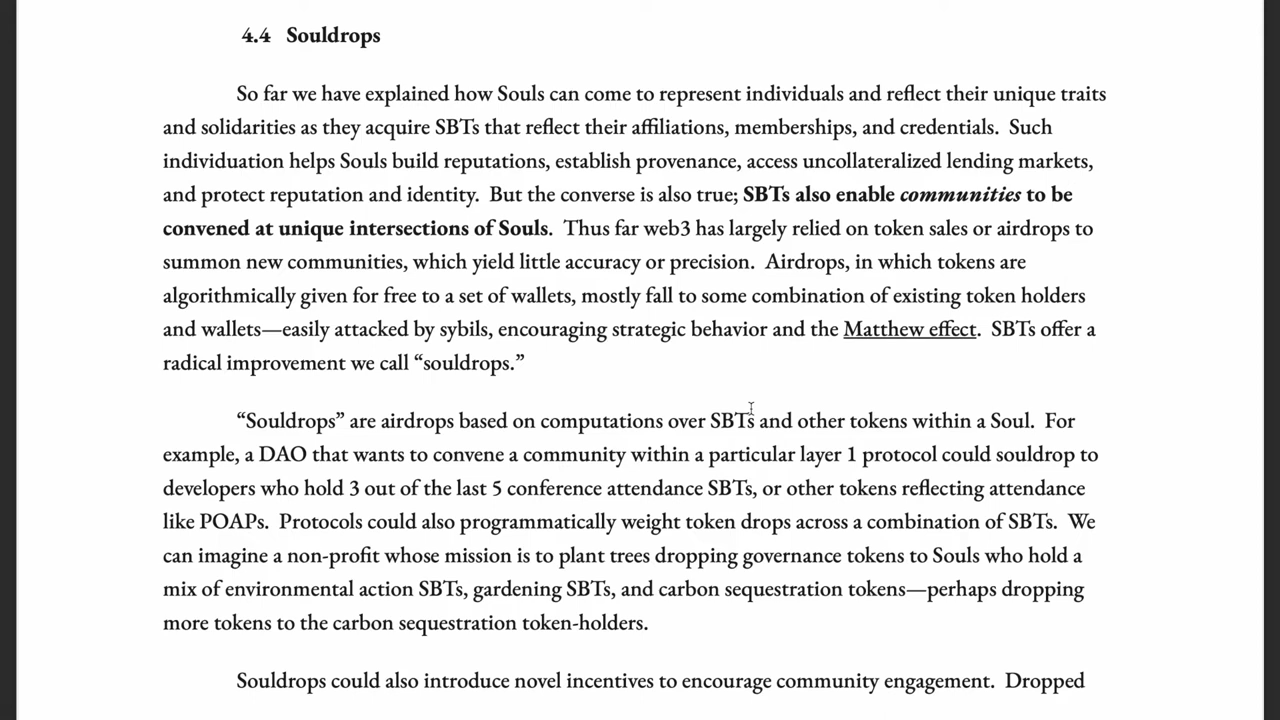 4.4 Souldrops
So far we have explained how Souls can come to represent individuals and reflect their unique traits
and solidarities as they acquire SBTs that reflect their affiliations, memberships, and credentials. Such
individuation helps Souls build reputations, establish provenance, access uncollateralized lending markets,
and protect reputation and identity. But the converse is also true; SBTs also enable communities to be
convened at unique intersections of Souls. Thus far web3 has largely relied on token sales or airdrops to
summon new communities, which yield little accuracy or precision. Airdrops, in which tokens are
algorithmically given for free to a set of wallets, mostly fall to some combination of existing token holders
and wallets—easily attacked by sybils, encouraging strategic behavior and the Matthew effect. SBTs offer a
radical improvement we call “souldrops.”
“Souldrops” are airdrops based on computations over SBTs and other tokens within a Soul. For
example, a DAO that wants to convene a community within a particular layer 1 protocol could souldrop to
developers who hold 3 out of the last 5 conference attendance SBTs, or other tokens reflecting attendance
like POAPs. Protocols could also programmatically weight token drops across a combination of SBTs. We
can imagine a non-profit whose mission is to plant trees dropping governance tokens to Souls who hold a
mix of environmental action SBTs, gardening SBTs, and carbon sequestration tokens—perhaps dropping
more tokens to the carbon sequestration token-holders.
Souldrops could also introduce novel incentives to encourage community engagement. Dropped